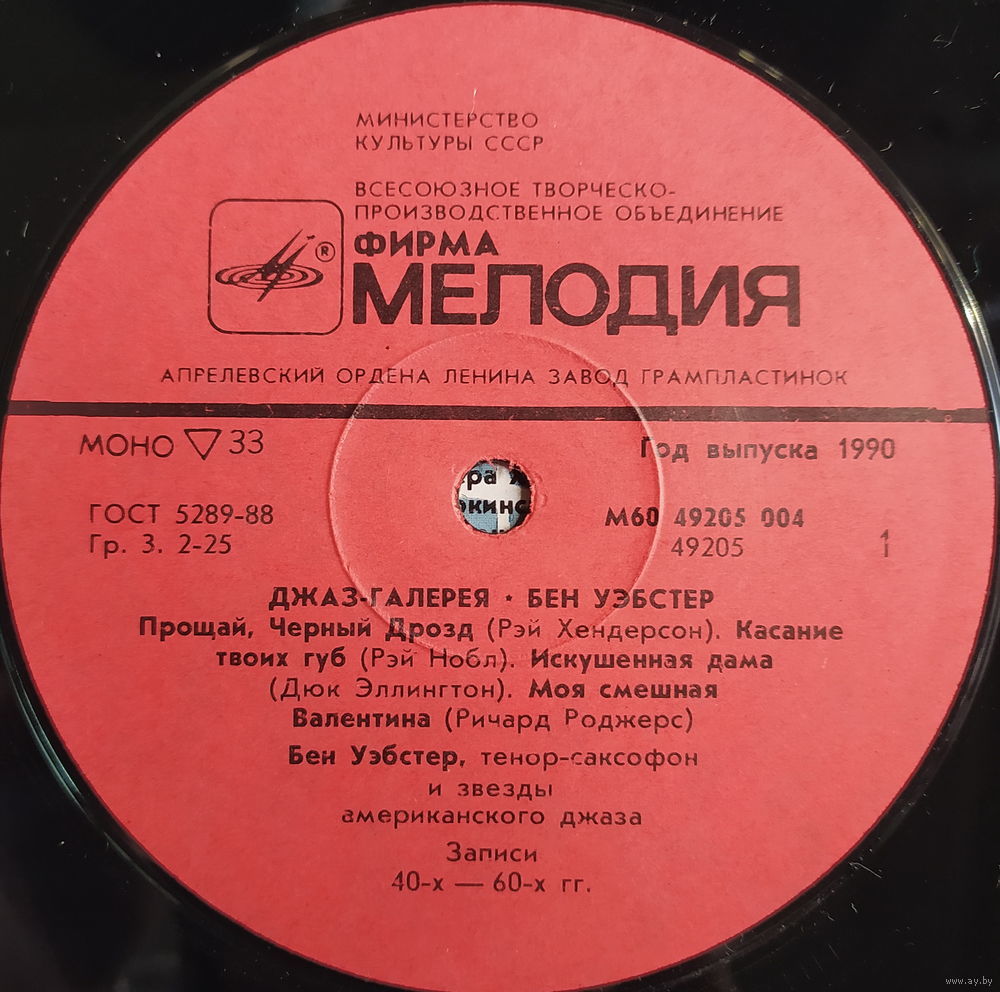 МИНИСТЕРСТВО
КУЛЬТУРЫ СССР
ВСЕСОЮЗНОЕ ТВОРЧЕСКО-
ПРОИЗВОДСТВЕННОЕ ОБЪЕДИНЕНИЕ
ФИРМА
®
МЕЛОДИЯ
АПРЕЛЕВСКИЙ ОРДЕНА ЛЕНИНА ЗАВОД ГРАМПЛАСТИНОК
МОНО ▽ 33
Год выпуска 1990
ГОСТ 5289-88
М60 49205 004
Гр. 3. 2-25
49205
1
ДЖАЗ-ГАЛЕРЕЯ · БЕН УЭБСТЕР
Прощай, Черный Дрозд (Рэй Хендерсон). Касание
твоих губ (Рэй Нобл). Искушенная дама
(Дюк Эллингтон). Моя смешная
Валентина (Ричард Роджерс)
Бен Уэбстер, тенор-саксофон
и звезды
американского джаза
Записи
40-х — 60-х гг.
www.ay.by